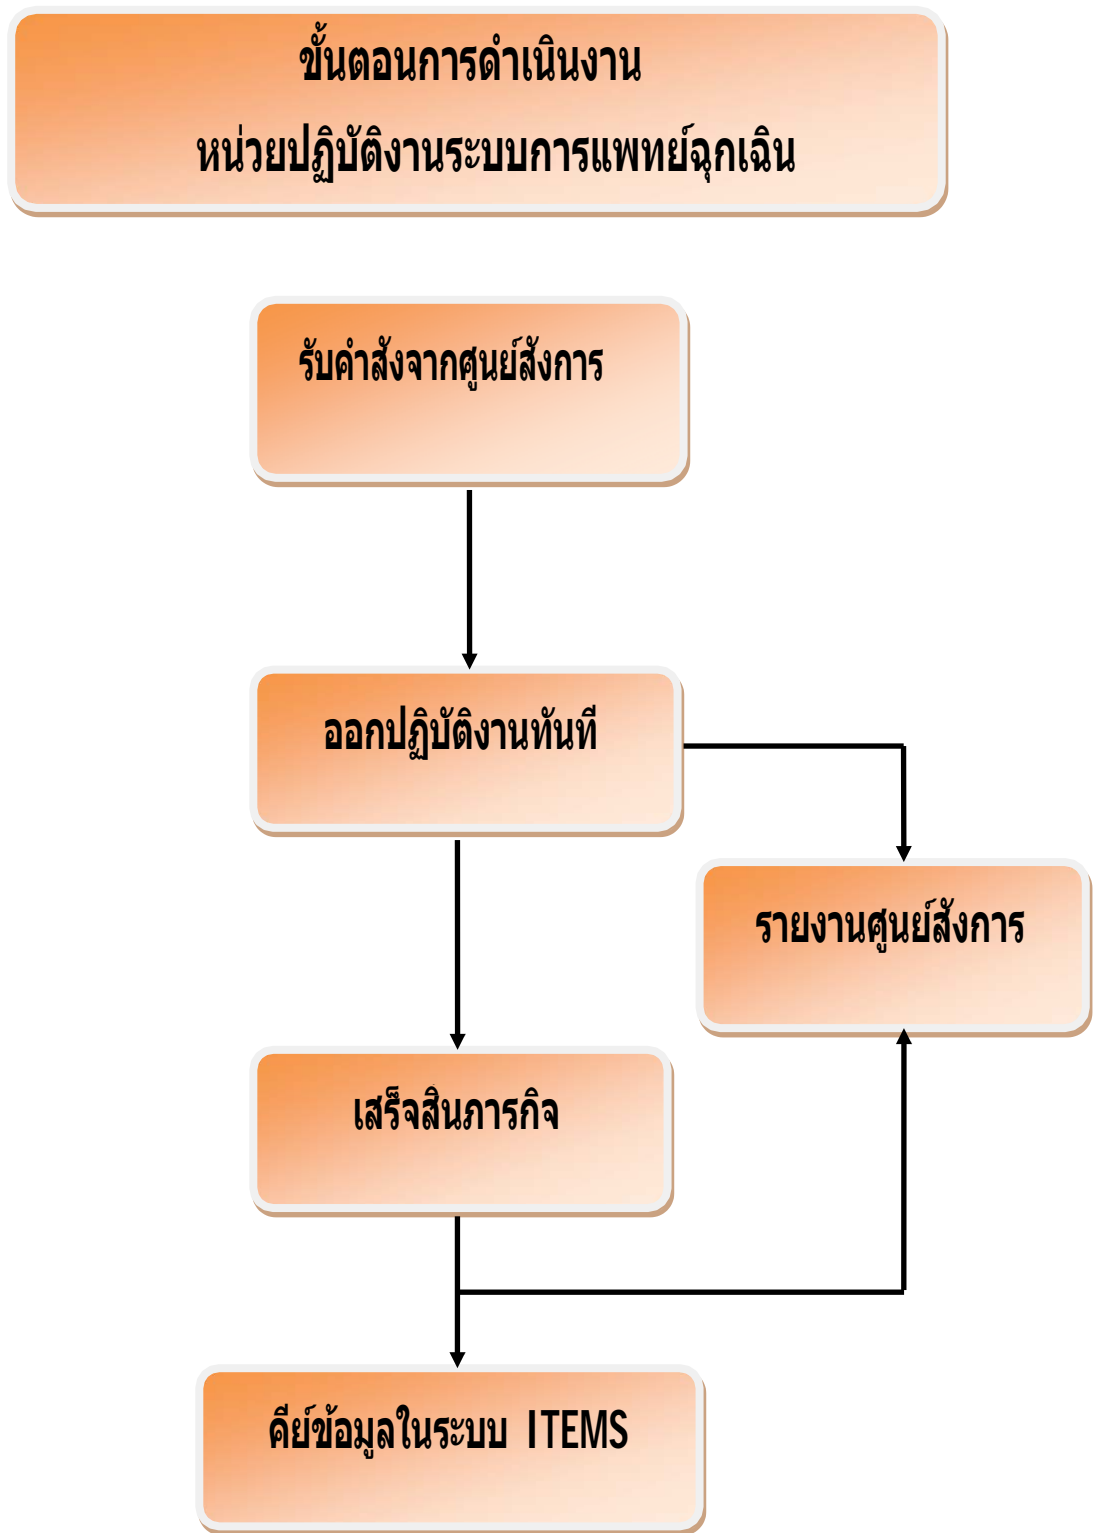 ขั้นตอนการดำเนินงาน
หน่วยปฏิบัติงานระบบการแพทย์ฉุกเฉิน
รับคำสั่งจากศูนย์สั่งการ
ออกปฏิบัติงานทันที
รายงานศูนย์สั่งการ
เสร็จสิ้นภารกิจ
คีย์ข้อมูลในระบบ ITEMS